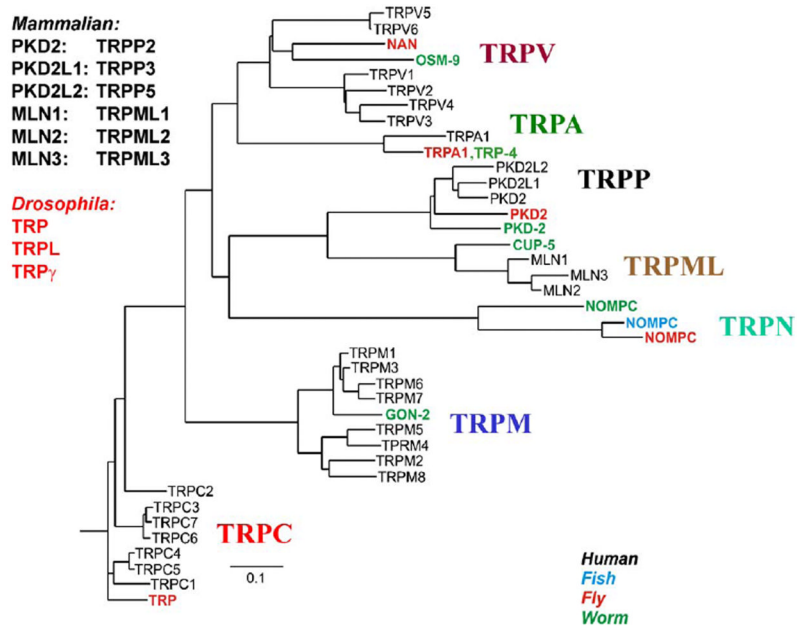 Mammalian:
PKD2: TRPP2
PKD2L1: TRPP3
PKD2L2: TRPP5
MLN1: TRPML1
MLN2: TRPML2
MLN3: TRPML3
Drosophila:
TRP
TRPL
TRPγ
TRPV5
TRPV6
NAN
OSM-9
TRPV
TRPV1
TRPV2
TRPV4
TRPV3
TRPA1
TRPA1,TRP-4
TRPA
PKD2L2
PKD2L1
PKD2
PKD2
PKD-2
TRPP
CUP-5
MLN1
MLN3
MLN2
TRPML
NOMPC
NOMPC
NOMPC
TRPN
TRPM1
TRPM3
TRPM6
TRPM7
GON-2
TRPM5
TPRM4
TRPM2
TRPM8
TRPM
TRPC2
TRPC3
TRPC7
TRPC6
TRPC4
TRPC5
TRPC1
TRP
TRPC
0.1
Human
Fish
Fly
Worm